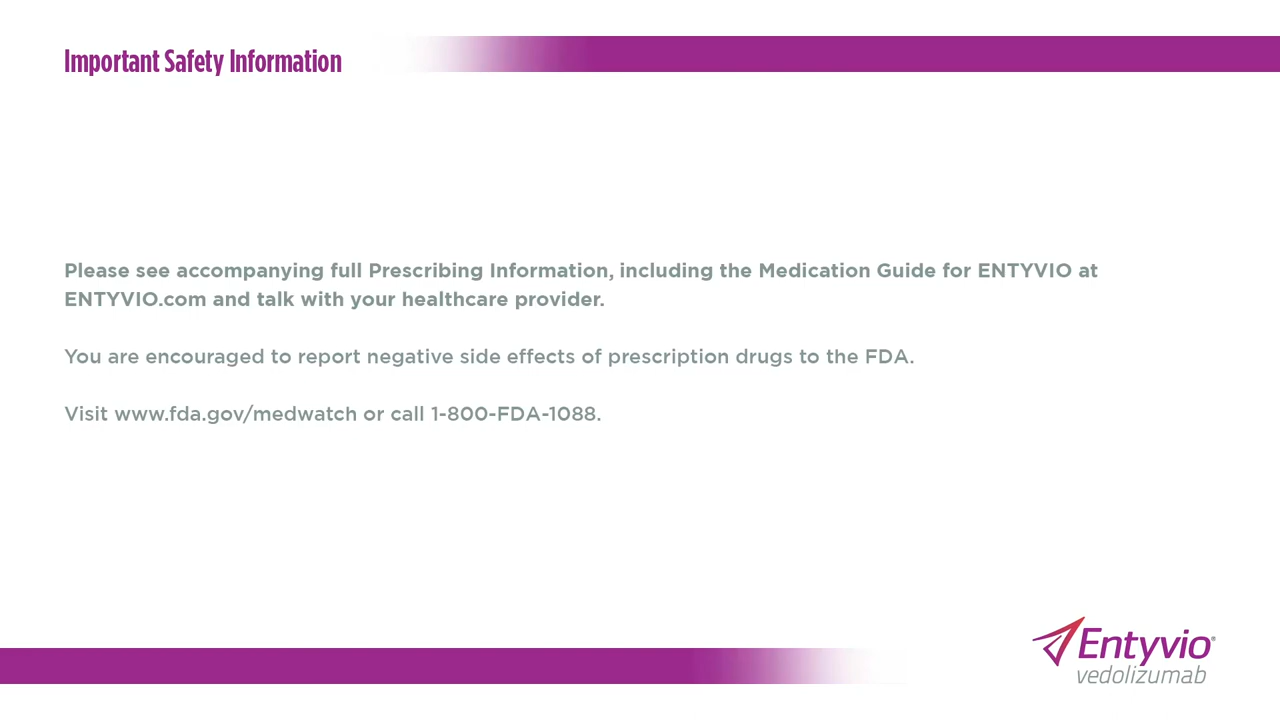 Important Safety Information
Please see accompanying full Prescribing Information, including the Medication Guide for ENTYVIO at
ENTYVIO.com and talk with your healthcare provider.
You are encouraged to report negative side effects of prescription drugs to the FDA.
Visit www.fda.gov/medwatch or call 1-800-FDA-1088.
Entyvio®
vedolizumab